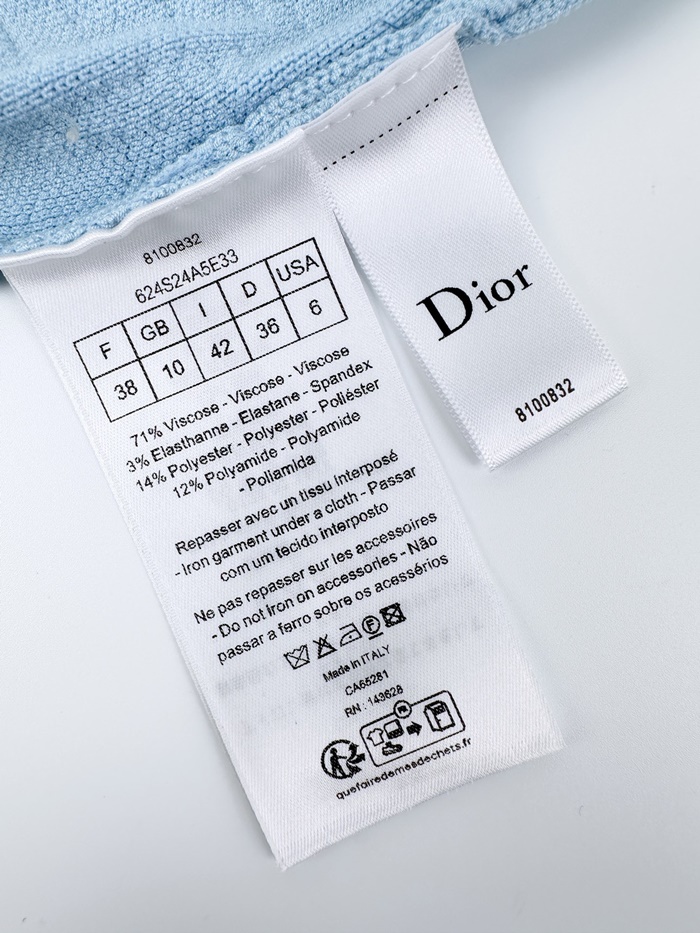 8100832
624S24A5E33
F GB I D USA
38 10 42 36 6
71% Viscose - Viscose - Viscose
3% Elasthanne - Elastane - Spandex
14% Polyester - Polyester - Poliéster
12% Polyamide - Polyamide
- Poliamida
Repasser avec un tissu interposé
- Iron garment under a cloth - Passar
com um tecido interposto
Ne pas repasser sur les accessoires
- Do not iron on accessories - Não
passar a ferro sobre os acessórios
Made in ITALY
CA65281
RN : 143628
FR
quefairedemesdechets.fr
Dior
8100832